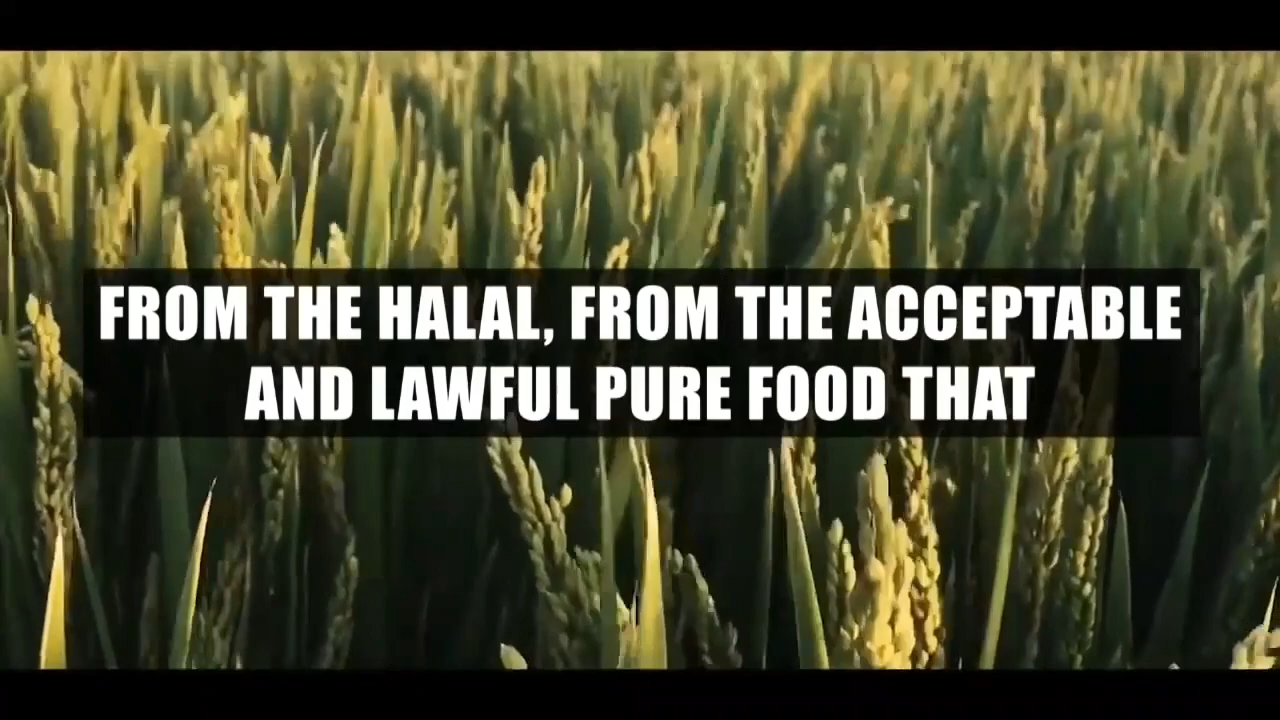 FROM THE HALAL, FROM THE ACCEPTABLE
AND LAWFUL PURE FOOD THAT